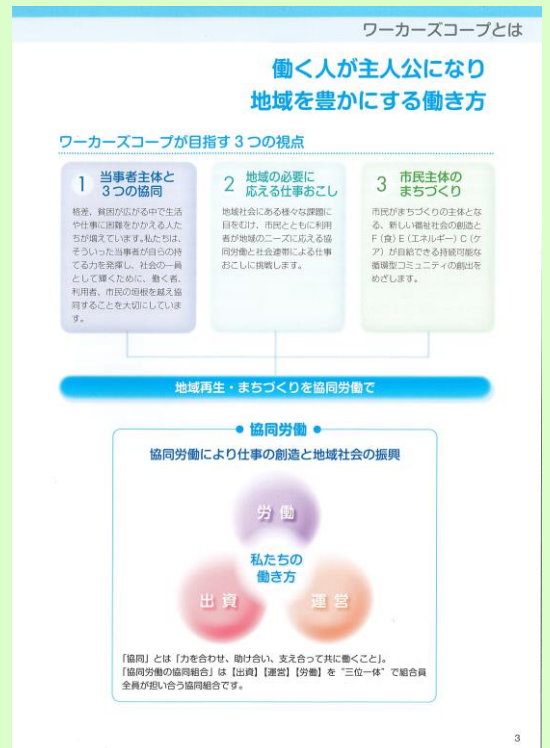 ワーカーズコープとは
働く人が主人公になり
地域を豊かにする働き方
ワーカーズコープが目指す3つの視点
1 当事者主体と
3つの協同
格差、貧困が広がる中で生活
や仕事に困難をかかえる人た
ちが増えています。私たちは、
そういった当事者が自らの持
てる力を発揮し、社会の一員
として輝くために、働く者、
利用者、市民の垣根を越え協
同することを大切にしていま
す。
2 地域の必要に
応える仕事おこし
地域社会にある様々な課題に
目をむけ、市民とともに利用
者が地域のニーズに応える協
同労働と社会連帯による仕事
おこしに挑戦します。
3 市民主体の
まちづくり
市民がまちづくりの主体とな
る、新しい福祉社会の創造と
F(食)E(エネルギー)C(ケ
ア)が自給できる持続可能な
循環型コミュニティの創出を
めざします。
地域再生・まちづくりを協同労働で
● 協同労働 ●
協同労働により仕事の創造と地域社会の振興
労働
私たちの
働き方
出資
運営
「協同」とは「力を合わせ、助け合い、支え合って共に働くこと」。
「協同労働の協同組合」は【出資】【運営】【労働】を“三位一体”で組合員
全員が担い合う協同組合です。
3